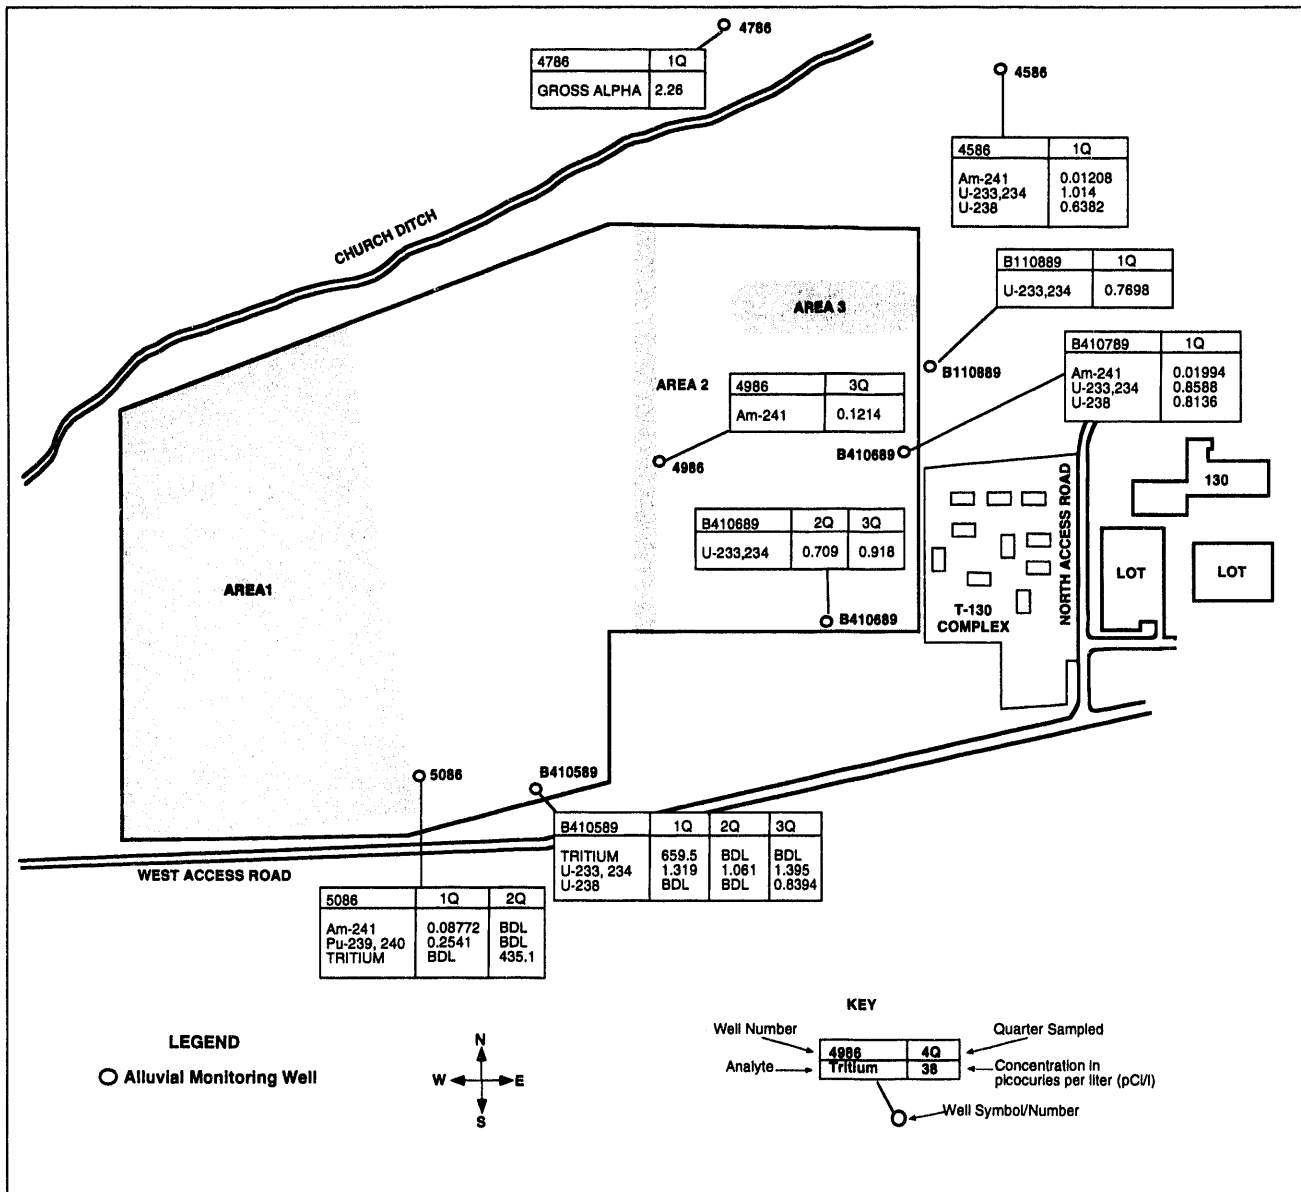 4786
4786 1Q
GROSS ALPHA 2.26
4586
4586 1Q
Am-241 0.01208
U-233,234 1.014
U-238 0.6382
CHURCH DITCH
B110889 1Q
U-233,234 0.7698
AREA 3
B410789 1Q
Am-241 0.01994
U-233,234 0.8588
U-238 0.8136
B110889
AREA 2
4986 3Q
Am-241 0.1214
B410689
4986
130
B410689 2Q 3Q
U-233,234 0.709 0.918
NORTH ACCESS ROAD
LOT
LOT
AREA1
T-130
COMPLEX
B410689
5086
B410589
B410589 1Q 2Q 3Q
TRITIUM 659.5 BDL BDL
U-233, 234 1.319 1.061 1.395
U-238 BDL BDL 0.8394
WEST ACCESS ROAD
5086 1Q 2Q
Am-241 0.08772 BDL
Pu-239, 240 0.2541 BDL
TRITIUM BDL 435.1
KEY
LEGEND
Alluvial Monitoring Well
N
W E
S
Well Number
Quarter Sampled
4986 4Q
Analyte
Tritium 38
Concentration in
picocuries per liter (pCi/l)
Well Symbol/Number